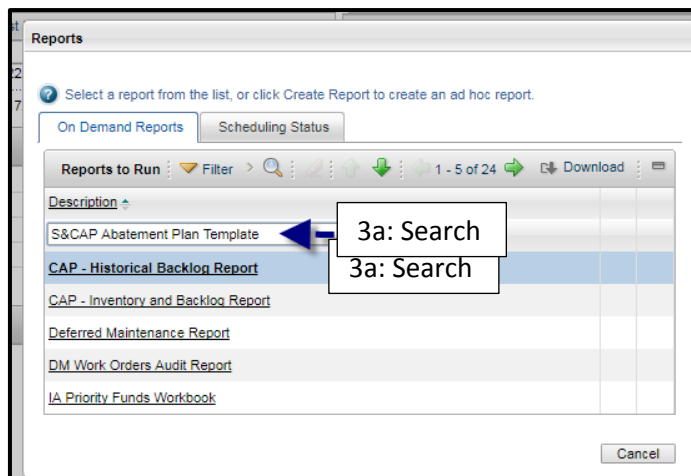 st
Reports
22
7
Select a report from the list, or click Create Report to create an ad hoc report.
On Demand Reports Scheduling Status
Reports to Run Filter > 1 - 5 of 24 Download
Description
S&CAP Abatement Plan Template
3a: Search
3a: Search
CAP - Historical Backlog Report
CAP - Inventory and Backlog Report
Deferred Maintenance Report
DM Work Orders Audit Report
IA Priority Funds Workbook
Cancel